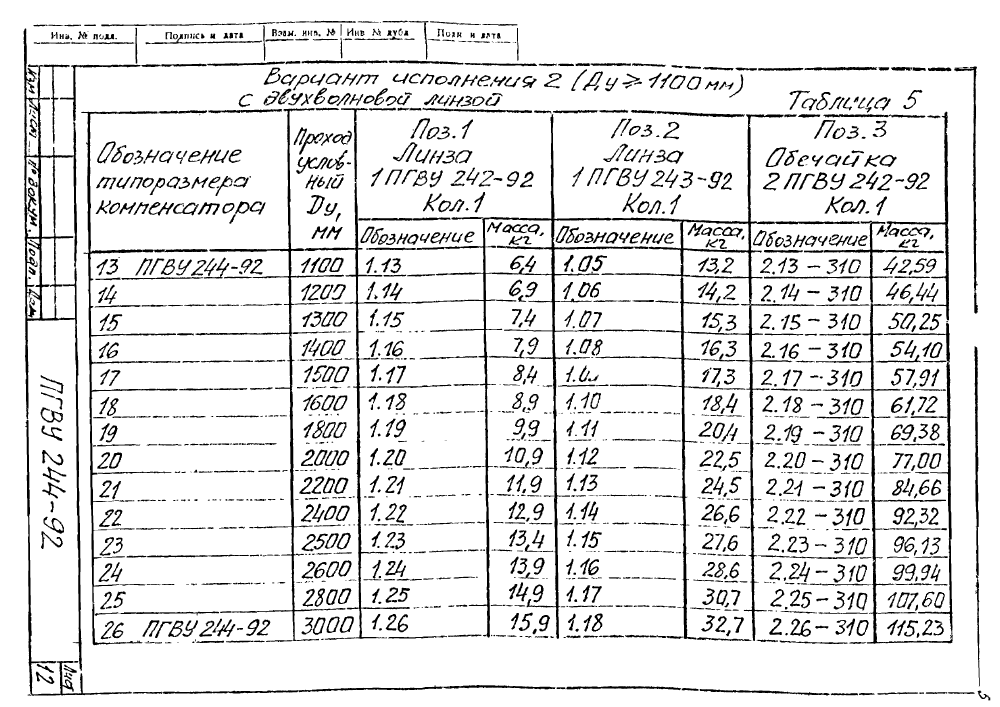 Инв. № подл. Подпись и дата Взам. инв. № Инв № дубл Подп и дата
Вариант исполнения 2 (Ду ≥ 1100 мм)
с двухволновой линзой
Таблица 5
Обозначение типоразмера компенсатора
Проход услов-
ный
Ду,
мм
Поз.1
Линза
1 ПГВУ 242-92
Кол.1
Поз.2
Линза
1 ПГВУ 243-92
Кол.1
Поз.3
Обечайка
2 ПГВУ 242-92
Кол.1
Обозначение Масса, кг Обозначение Масса, кг Обозначение Масса, кг
13 ПГВУ 244-92 1100 1.13 6,4 1.05 13,2 2.13 - 310 42,59
14 1200 1.14 6,9 1.06 14,2 2.14 - 310 46,44
15 1300 1.15 7,4 1.07 15,3 2.15 - 310 50,25
16 1400 1.16 7,9 1.08 16,3 2.16 - 310 54,10
17 1500 1.17 8,4 17,3 2.17 - 310 57,91
18 1600 1.18 8,9 1.10 18,4 2.18 - 310 61,72
19 1800 1.19 9,9 1.11 20,4 2.19 - 310 69,38
20 2000 1.20 10,9 1.12 22,5 2.20 - 310 77,00
21 2200 1.21 11,9 1.13 24,5 2.21 - 310 84,66
22 2400 1.22 12,9 1.14 26,6 2.22 - 310 92,32
23 2500 1.23 13,4 1.15 27,6 2.23 - 310 96,13
24 2600 1.24 13,9 1.16 28,6 2.24 - 310 99,94
25 2800 1.25 14,9 1.17 30,7 2.25 - 310 107,60
26 ПГВУ 244-92 3000 1.26 15,9 1.18 32,7 2.26 - 310 115,23
Изм Лист № докум. Подп. Дата
ПГВУ 244-92
Лист
12
5